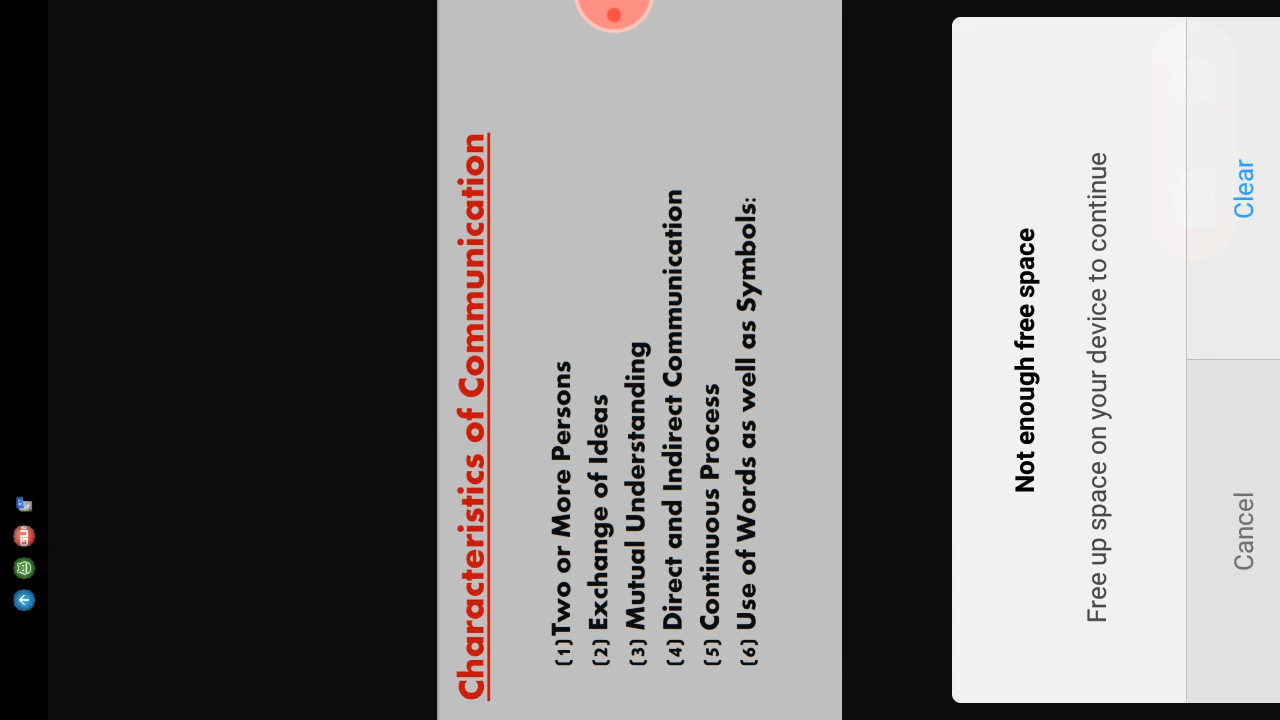 Characteristics of Communication
(1)Two or More Persons
(2) Exchange of Ideas
(3) Mutual Understanding
(4) Direct and Indirect Communication
(5) Continuous Process
(6) Use of Words as well as Symbols:
Not enough free space
Free up space on your device to continue
Cancel
Clear